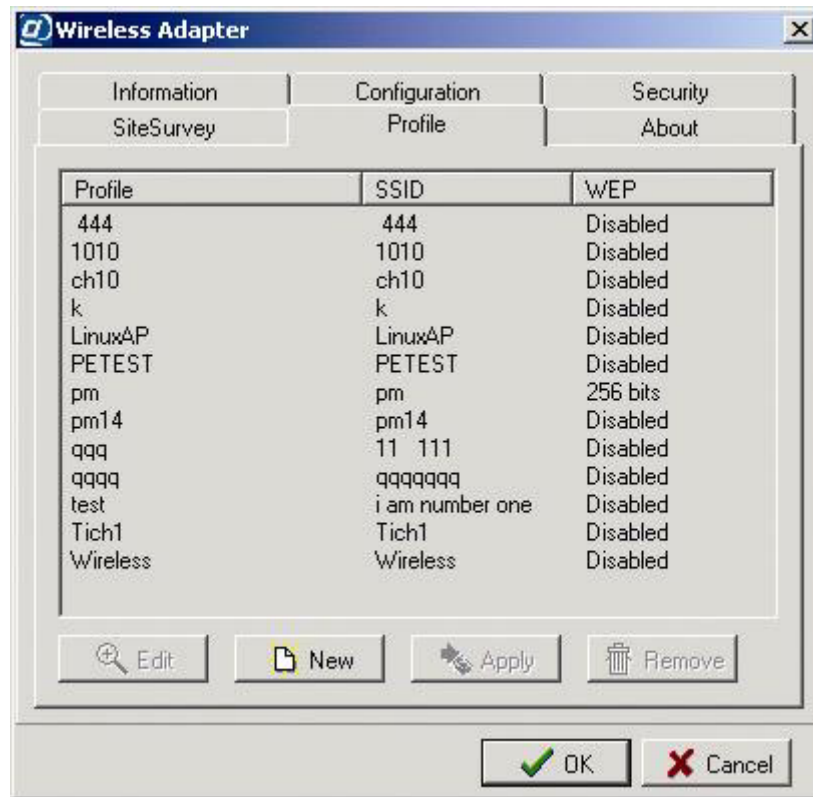 Wireless Adapter
Information Configuration Security
SiteSurvey Profile About
Profile SSID WEP
444 444 Disabled
1010 1010 Disabled
ch10 ch10 Disabled
k k Disabled
LinuxAP LinuxAP Disabled
PETEST PETEST Disabled
pm pm 256 bits
pm14 pm14 Disabled
qqq 11 111 Disabled
qqqq qqqqqqq Disabled
test i am number one Disabled
Tich1 Tich1 Disabled
Wireless Wireless Disabled
Edit New Apply Remove
OK Cancel